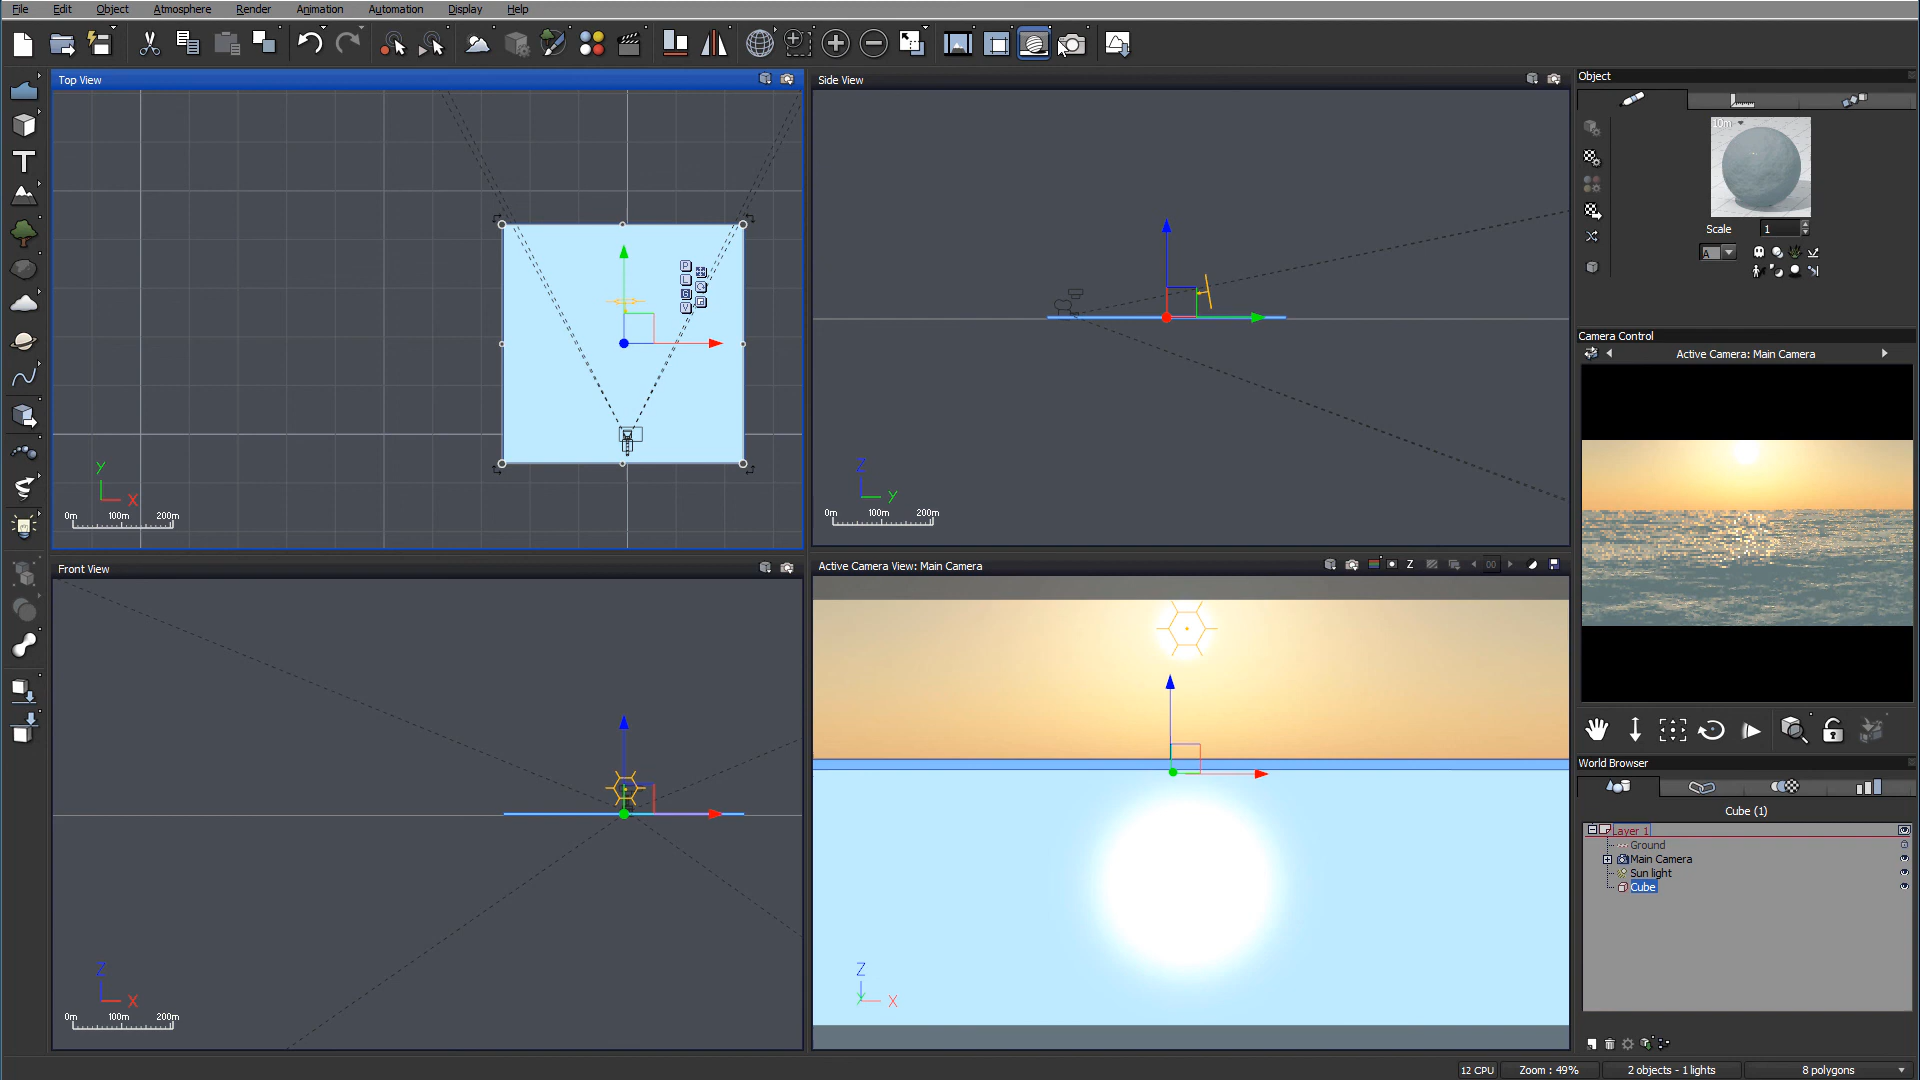 File Edit Object Atmosphere Render Animation Automation Display Help
Top View
Side View
Object
10m
Scale 1
A
P
L
G
V
Y
X
0m 100m 200m
Z
Y
0m 100m 200m
Camera Control
Active Camera: Main Camera
Front View
Active Camera View: Main Camera
Z
00
Z
X
0m 100m 200m
Z
Y
X
World Browser
Cube (1)
Layer 1
Ground
Main Camera
Sun light
Cube
12 CPU Zoom : 49% 2 objects - 1 lights 8 polygons